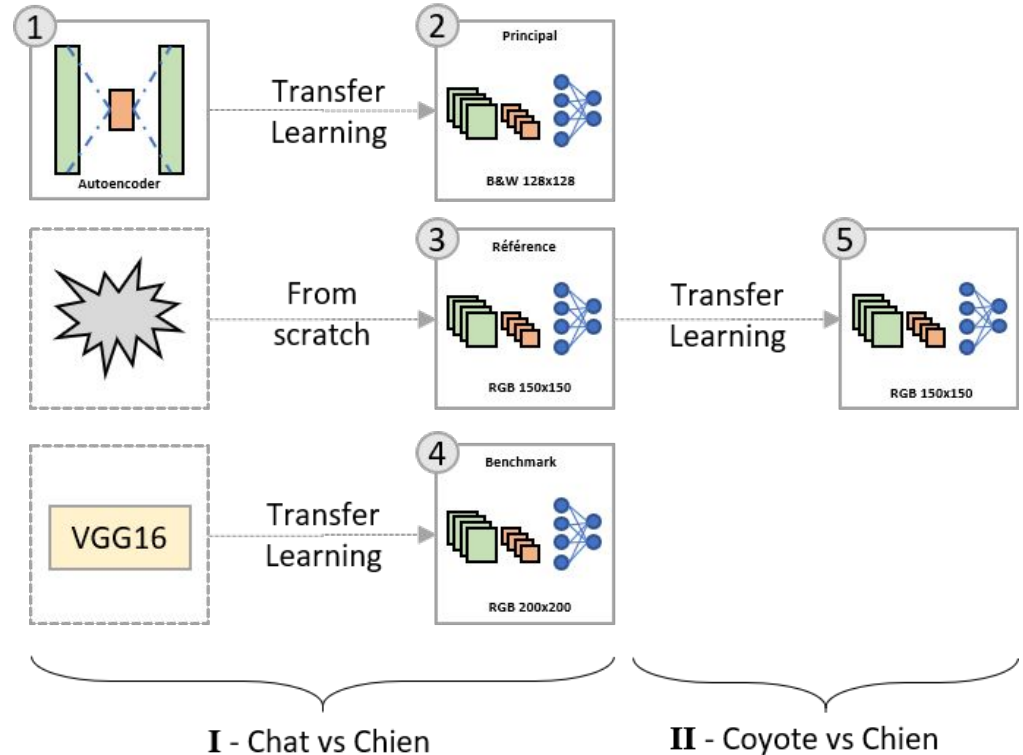 1
Autoencoder
Transfer
Learning
2
Principal
B&W 128x128
From
scratch
3
Référence
RGB 150x150
Transfer
Learning
5
RGB 150x150
VGG16
Transfer
Learning
4
Benchmark
RGB 200x200
I - Chat vs Chien
II - Coyote vs Chien